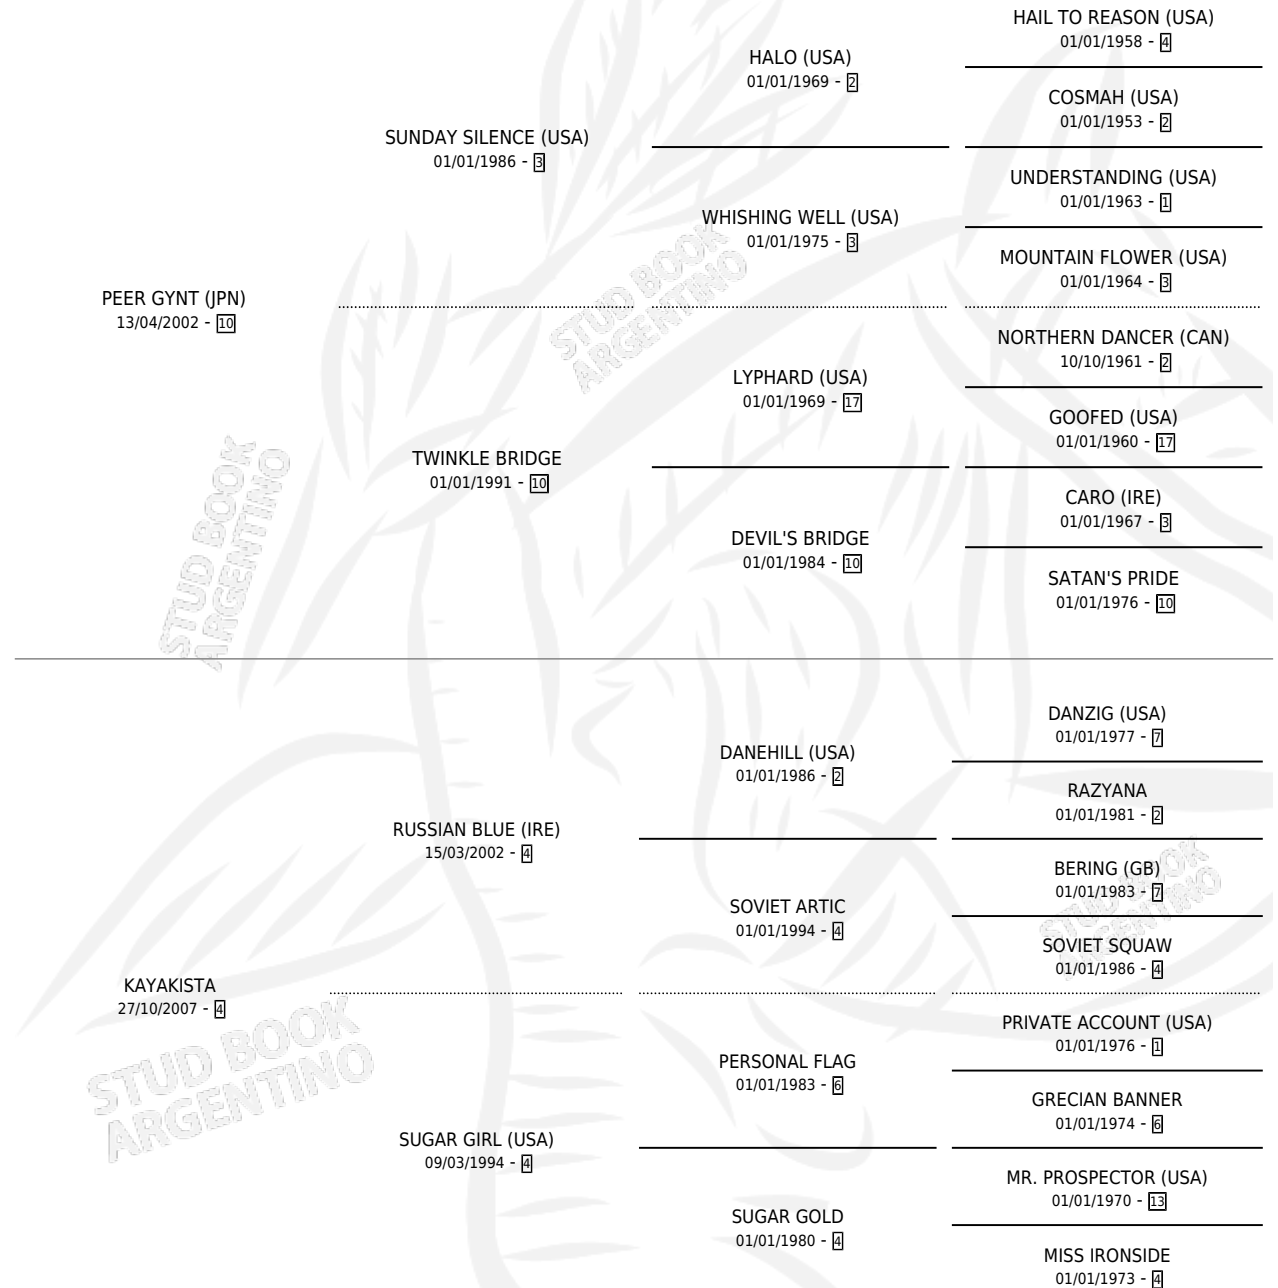 HAIL TO REASON (USA)
01/01/1958 - 4
HALO (USA)
01/01/1969 - 2
COSMAH (USA)
01/01/1953 - 2
SUNDAY SILENCE (USA)
01/01/1986 - 3
UNDERSTANDING (USA)
01/01/1963 - 1
WHISHING WELL (USA)
01/01/1975 - 3
MOUNTAIN FLOWER (USA)
01/01/1964 - 3
PEER GYNT (JPN)
13/04/2002 - 10
NORTHERN DANCER (CAN)
10/10/1961 - 2
LYPHARD (USA)
01/01/1969 - 17
GOOFED (USA)
01/01/1960 - 17
TWINKLE BRIDGE
01/01/1991 - 10
CARO (IRE)
01/01/1967 - 3
DEVIL'S BRIDGE
01/01/1984 - 10
SATAN'S PRIDE
01/01/1976 - 10
DANZIG (USA)
01/01/1977 - 7
DANEHILL (USA)
01/01/1986 - 2
RAZYANA
01/01/1981 - 2
RUSSIAN BLUE (IRE)
15/03/2002 - 4
BERING (GB)
01/01/1983 - 7
SOVIET ARTIC
01/01/1994 - 4
SOVIET SQUAW
01/01/1986 - 4
KAYAKISTA
27/10/2007 - 4
PRIVATE ACCOUNT (USA)
01/01/1976 - 1
PERSONAL FLAG
01/01/1983 - 6
GRECIAN BANNER
01/01/1974 - 6
SUGAR GIRL (USA)
09/03/1994 - 4
MR. PROSPECTOR (USA)
01/01/1970 - 13
SUGAR GOLD
01/01/1980 - 4
MISS IRONSIDE
01/01/1973 - 4
STUD BOOK
ARGENTINO
STUD BOOK
ARGENTINO
STUD BOOK
ARGENTINO
STUD BOOK
ARGENTINO